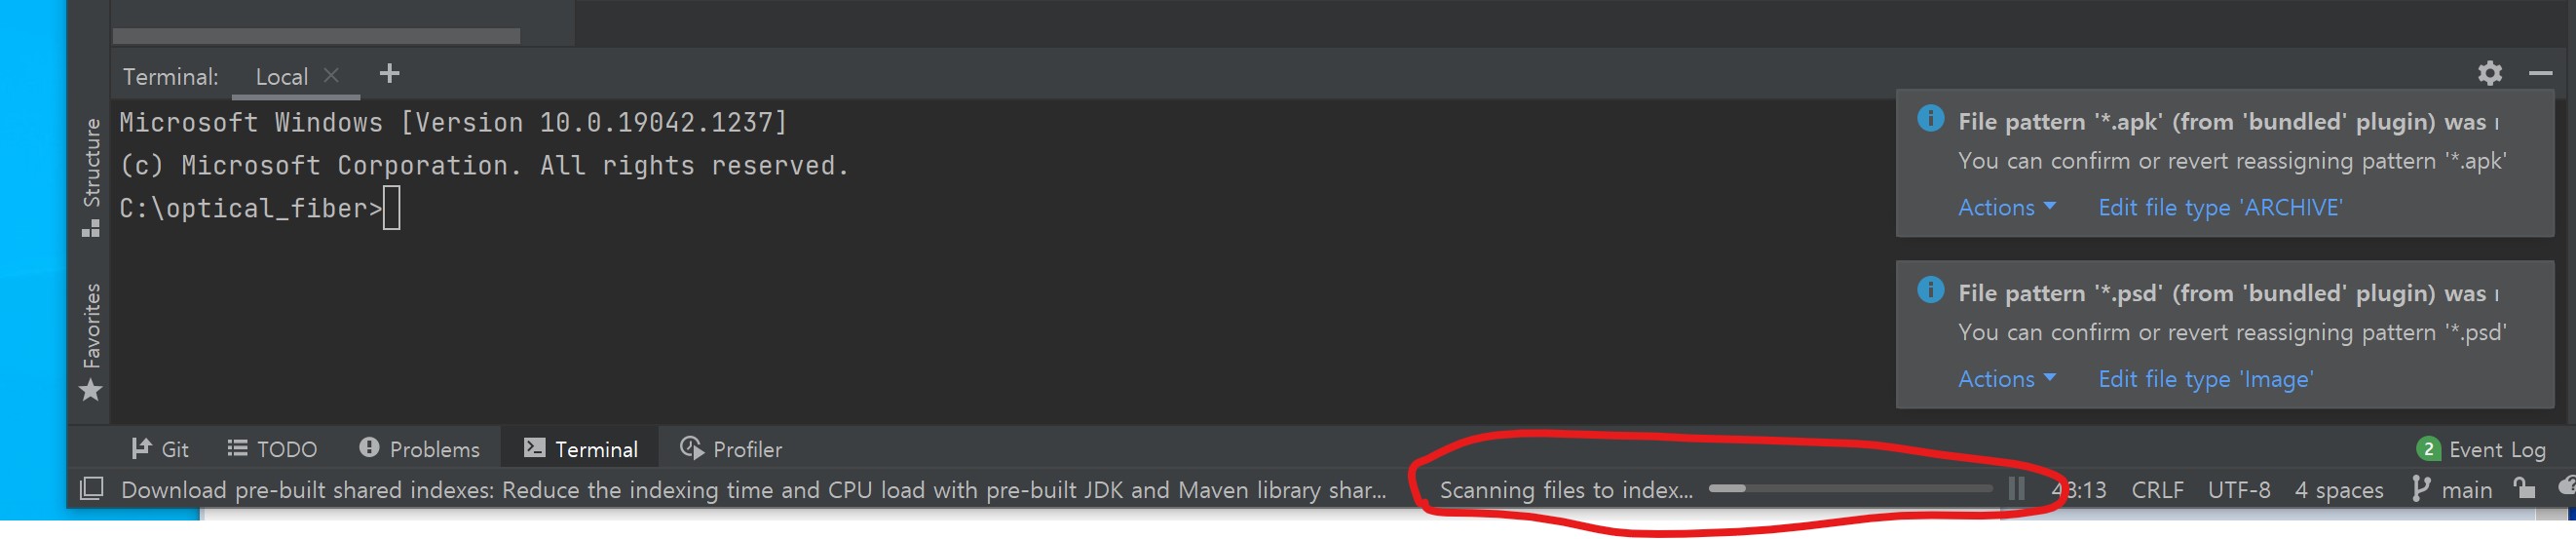 Terminal: Local
Microsoft Windows [Version 10.0.19042.1237]
(c) Microsoft Corporation. All rights reserved.
C:\optical_fiber>
Structure
Favorites
File pattern '*.apk' (from 'bundled' plugin) was
You can confirm or revert reassigning pattern '*.apk'
Actions Edit file type 'ARCHIVE'
File pattern '*.psd' (from 'bundled' plugin) was
You can confirm or revert reassigning pattern '*.psd'
Actions Edit file type 'Image'
Git TODO Problems Terminal Profiler 2 Event Log
Download pre-built shared indexes: Reduce the indexing time and CPU load with pre-built JDK and Maven library shar... Scanning files to index... CRLF UTF-8 4 spaces main